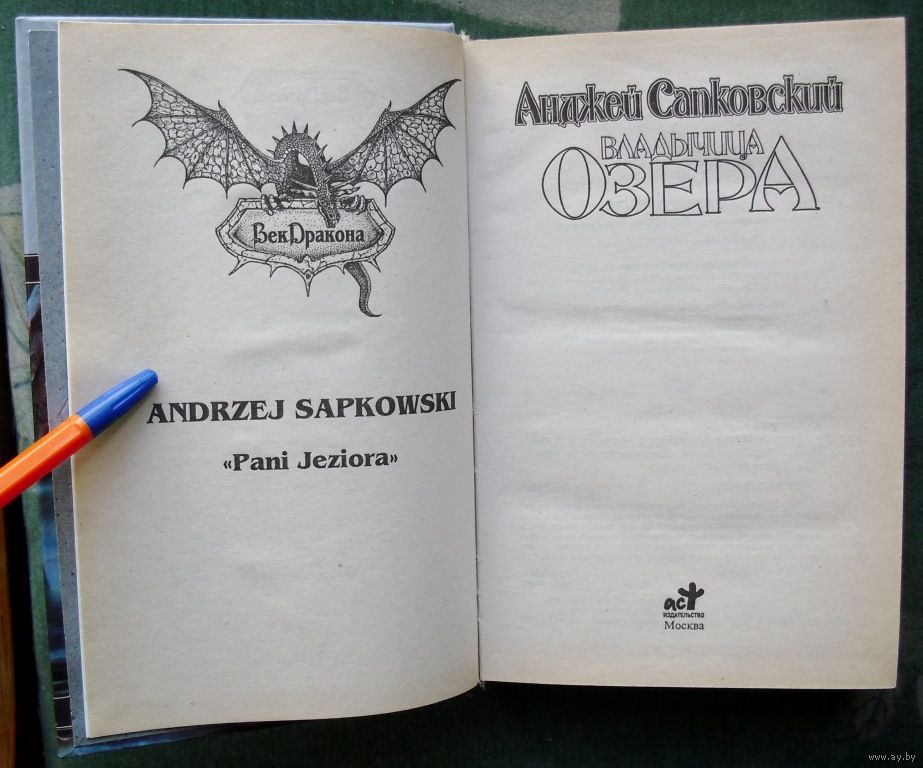 ВекДракона
ANDRZEJ SAPKOWSKI
«Pani Jeziora»
Анджей Сапковский
ВЛАДЫЧИЦА
ОЗЕРА
аст
ИЗДАТЕЛЬСТВО
Москва
www.ay.by